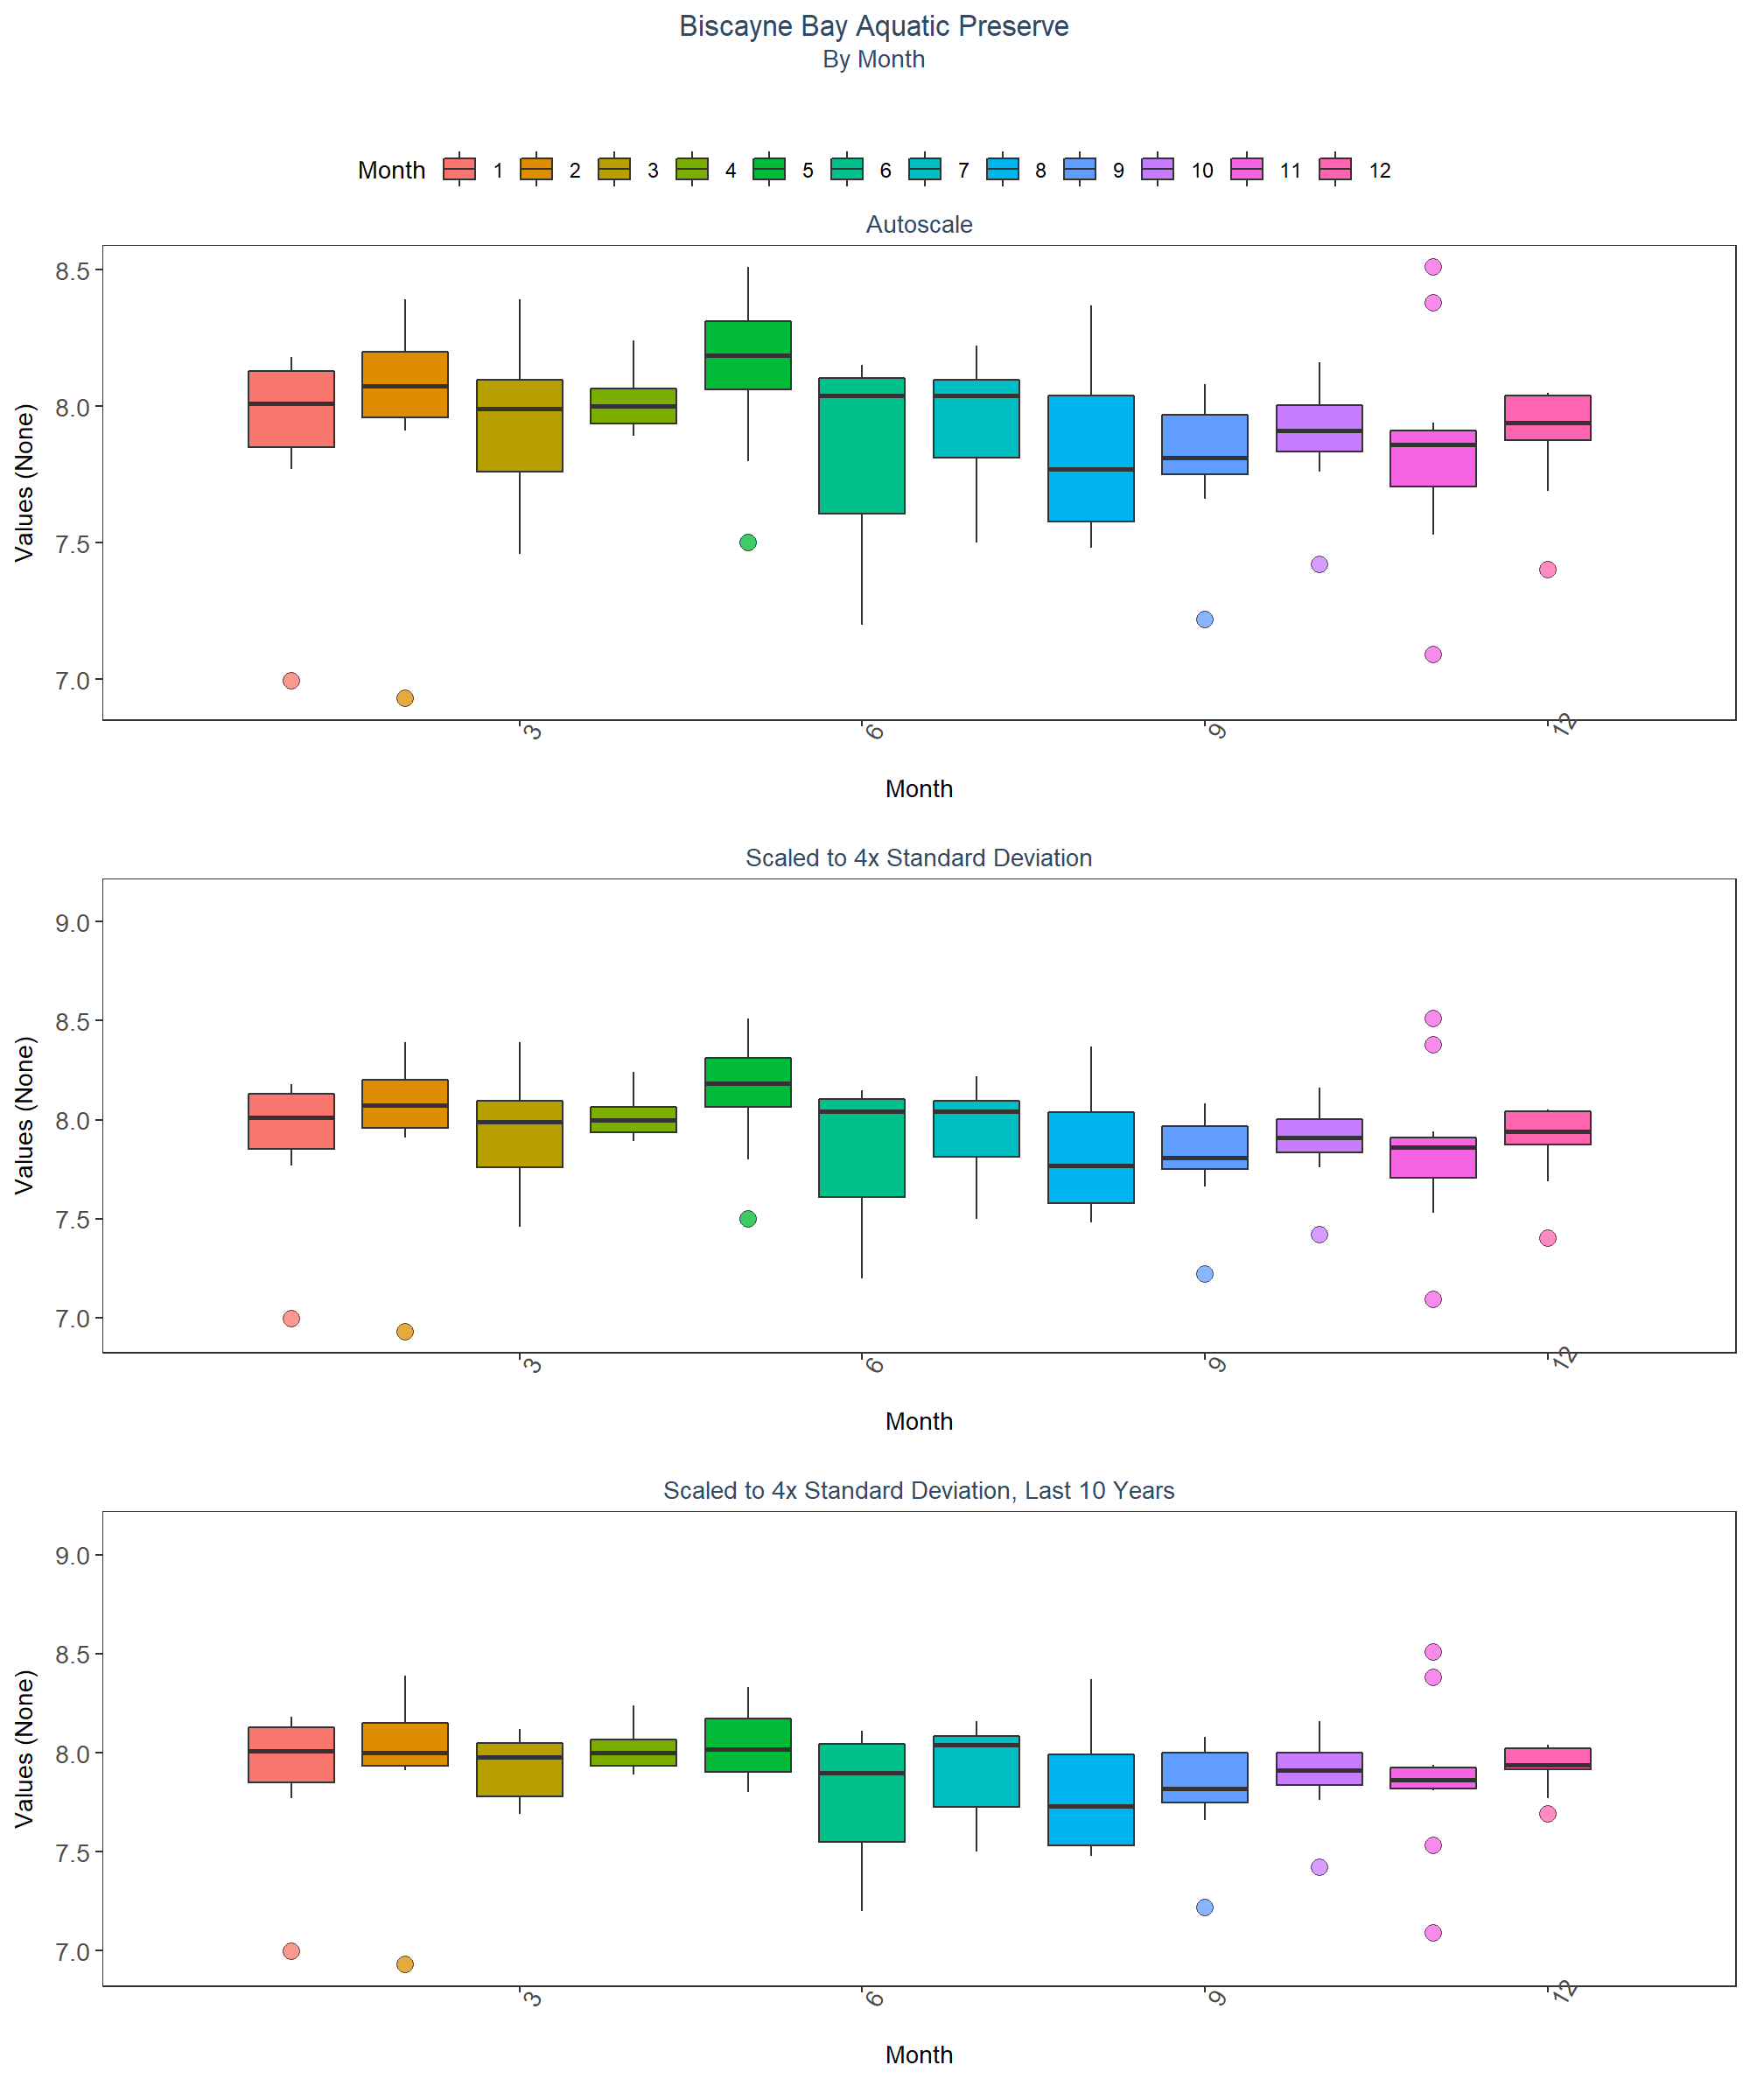 Biscayne Bay Aquatic Preserve
By Month
Month 1 2 3 4 5 6 7 8 9 10 11 12
Autoscale
Values (None)
8.5
8.0
7.5
7.0
3 6 9 12
Month
Scaled to 4x Standard Deviation
Values (None)
9.0
8.5
8.0
7.5
7.0
3 6 9 12
Month
Scaled to 4x Standard Deviation, Last 10 Years
Values (None)
9.0
8.5
8.0
7.5
7.0
3 6 9 12
Month